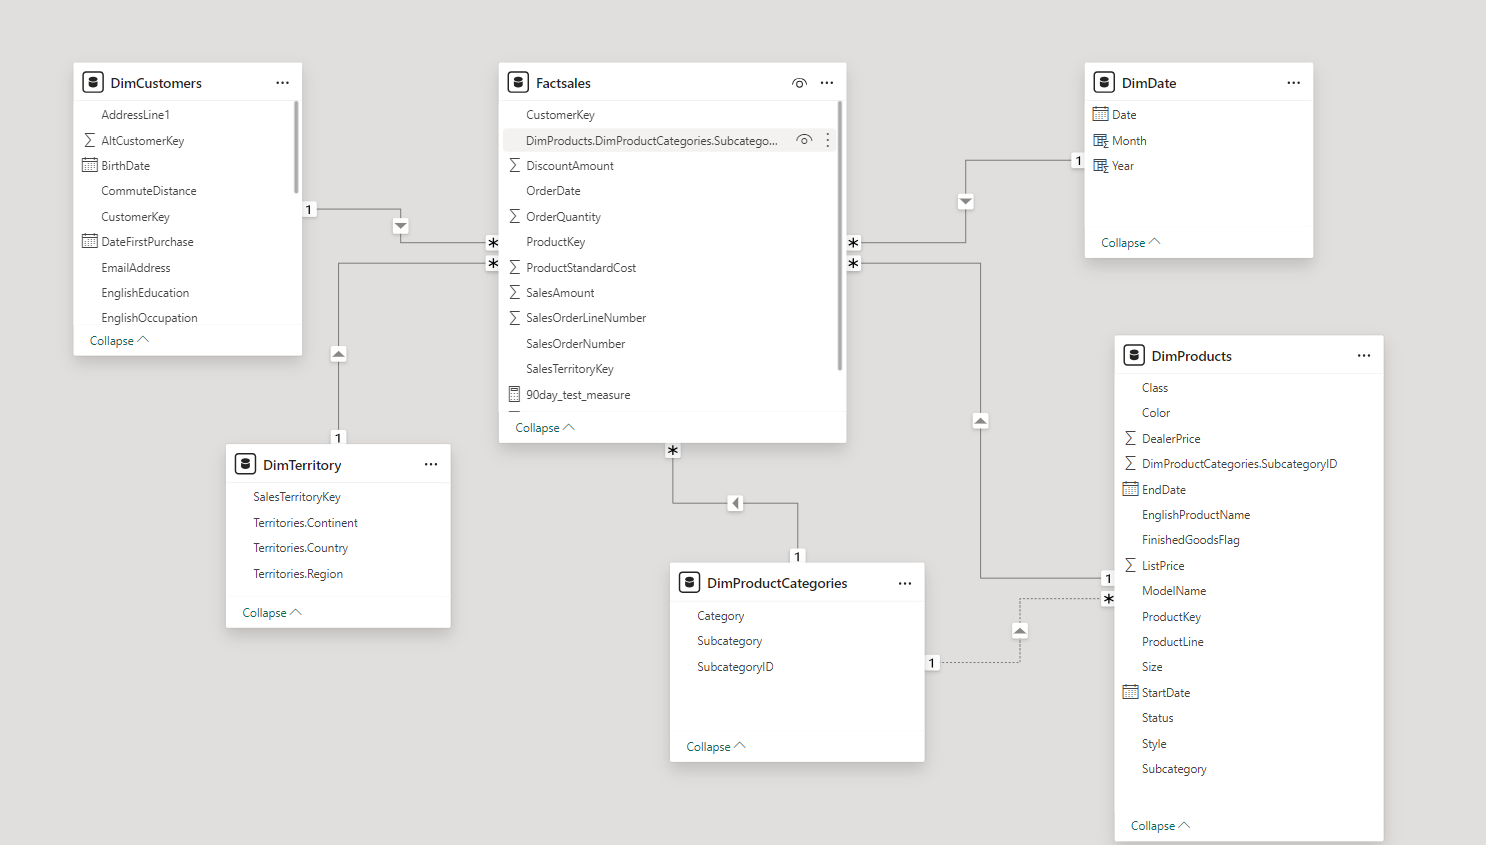 DimCustomers
AddressLine1
AltCustomerKey
BirthDate
CommuteDistance
CustomerKey
DateFirstPurchase
EmailAddress
EnglishEducation
EnglishOccupation
Collapse
1
*
*
1
DimTerritory
SalesTerritoryKey
Territories.Continent
Territories.Country
Territories.Region
Collapse
Factsales
CustomerKey
DimProducts.DimProductCategories.Subcatego...
DiscountAmount
OrderDate
OrderQuantity
ProductKey
ProductStandardCost
SalesAmount
SalesOrderLineNumber
SalesOrderNumber
SalesTerritoryKey
90day_test_measure
Collapse
*
1
DimProductCategories
Category
Subcategory
SubcategoryID
Collapse
1
*
*
1
DimDate
Date
Month
Year
Collapse
1
*
DimProducts
Class
Color
DealerPrice
DimProductCategories.SubcategoryID
EndDate
EnglishProductName
FinishedGoodsFlag
ListPrice
ModelName
ProductKey
ProductLine
Size
StartDate
Status
Style
Subcategory
Collapse